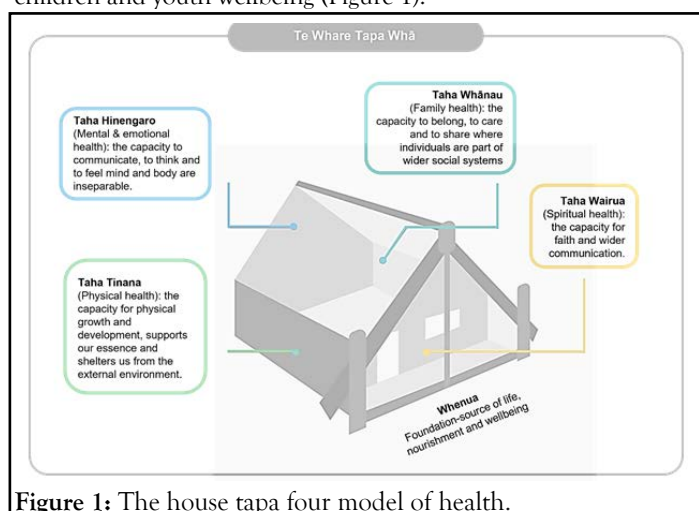 children and youth wellbeing (Figure 1).
Te Whare Tapa Whā
Taha Hinengaro
(Mental & emotional
health): the capacity to
communicate, to think and
to feel mind and body are
inseparable.
Taha Whānau
(Family health): the
capacity to belong, to care
and to share where
individuals are part of
wider social systems
Taha Wairua
(Spiritual health):
the capacity for
faith and wider
communication.
Taha Tinana
(Physical health): the
capacity for physical
growth and
development, supports
our essence and
shelters us from the
external environment.
Whenua
Foundation-source of life,
nourishment and wellbeing
Figure 1: The house tapa four model of health.